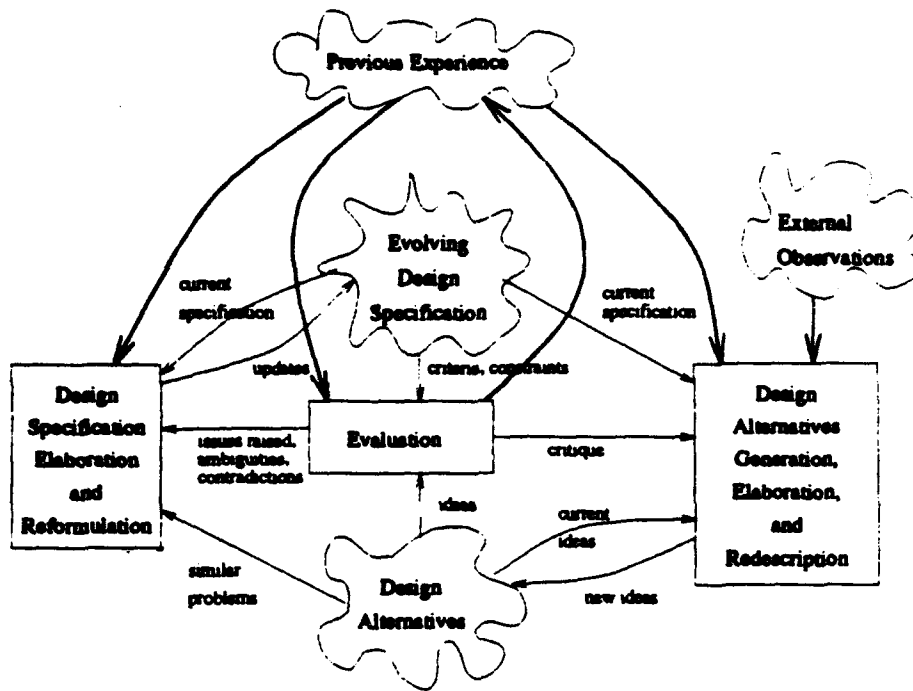 Previous Experience
External
Observations
Evolving
Design
Specification
current
specification
current
specification
updates
criteria, constraints
Design
Specification
Elaboration
and
Reformulation
Evaluation
issues raised,
ambiguities,
contradictions
critique
Design
Alternatives
Generation,
Elaboration,
and
Redescription
ideas
current
ideas
similar
problems
Design
Alternatives
new ideas